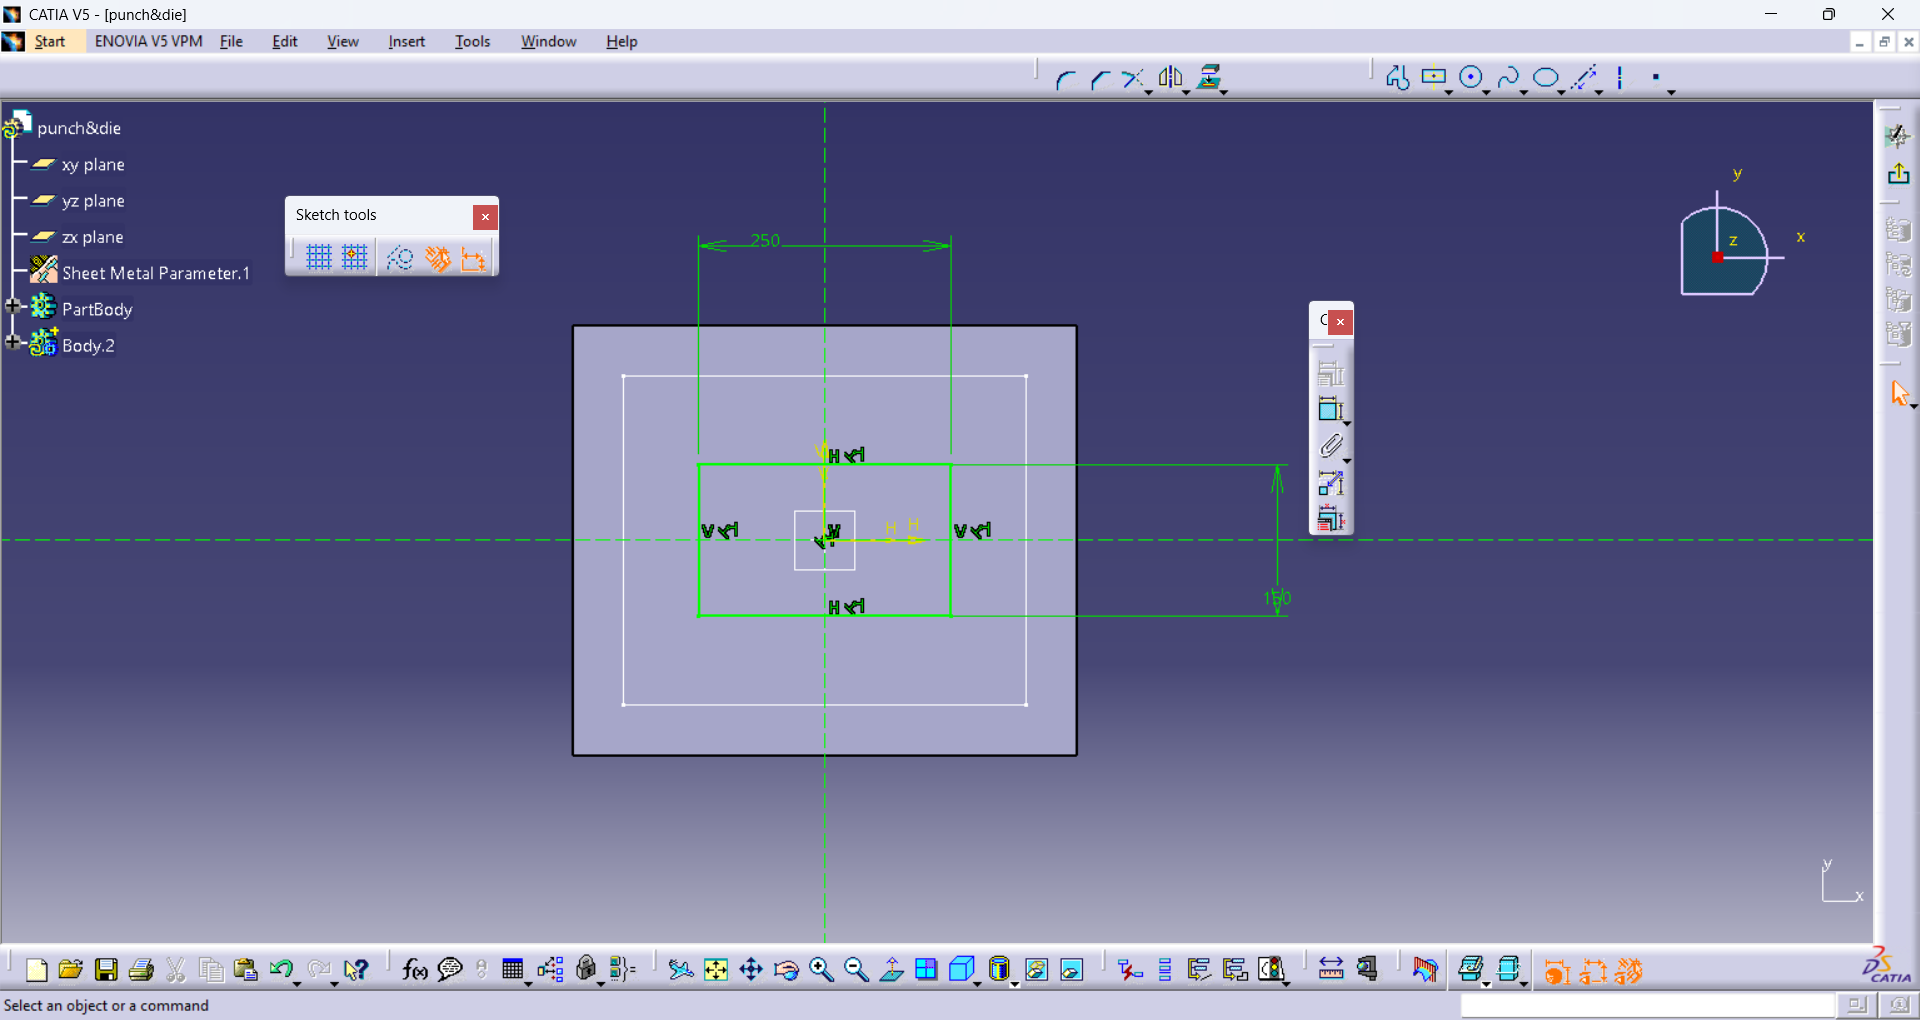 CATIA V5 - [punch&die]
Start ENOVIA V5 VPM File Edit View Insert Tools Window Help
punch&die
xy plane
yz plane
zx plane
Sheet Metal Parameter.1
PartBody
Body.2
Sketch tools
250
y
z
x
C
H
V
V
H H
V
V
H
150
y
x
f(x)
DS CATIA
Select an object or a command